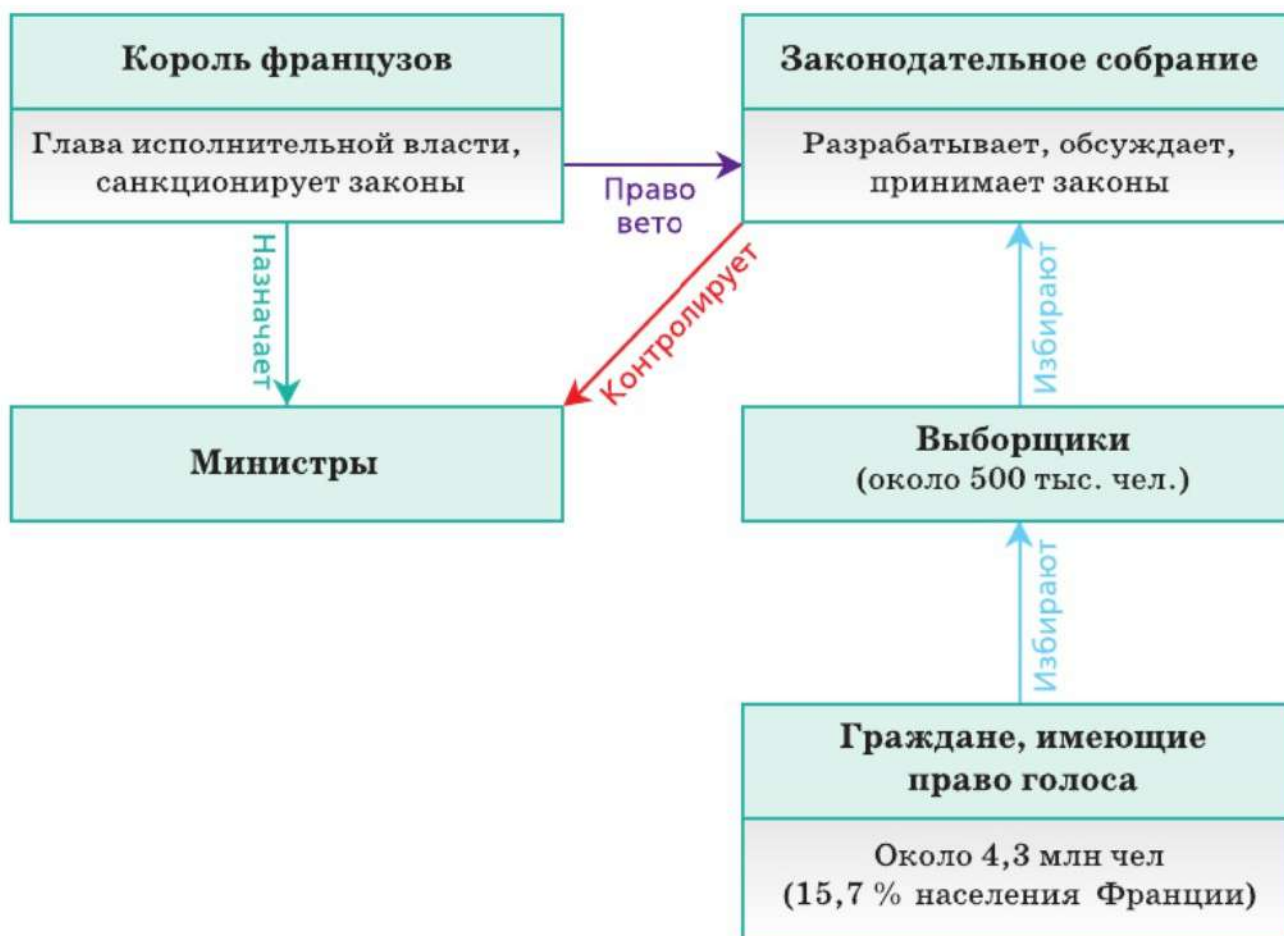 Король французов
Глава исполнительной власти,
санкционирует законы
Право
вето
Законодательное собрание
Разрабатывает, обсуждает,
принимает законы
Назначает
Контролирует
Избирают
Министры
Выборщики
(около 500 тыс. чел.)
Избирают
Граждане, имеющие
право голоса
Около 4,3 млн чел
(15,7 % населения Франции)